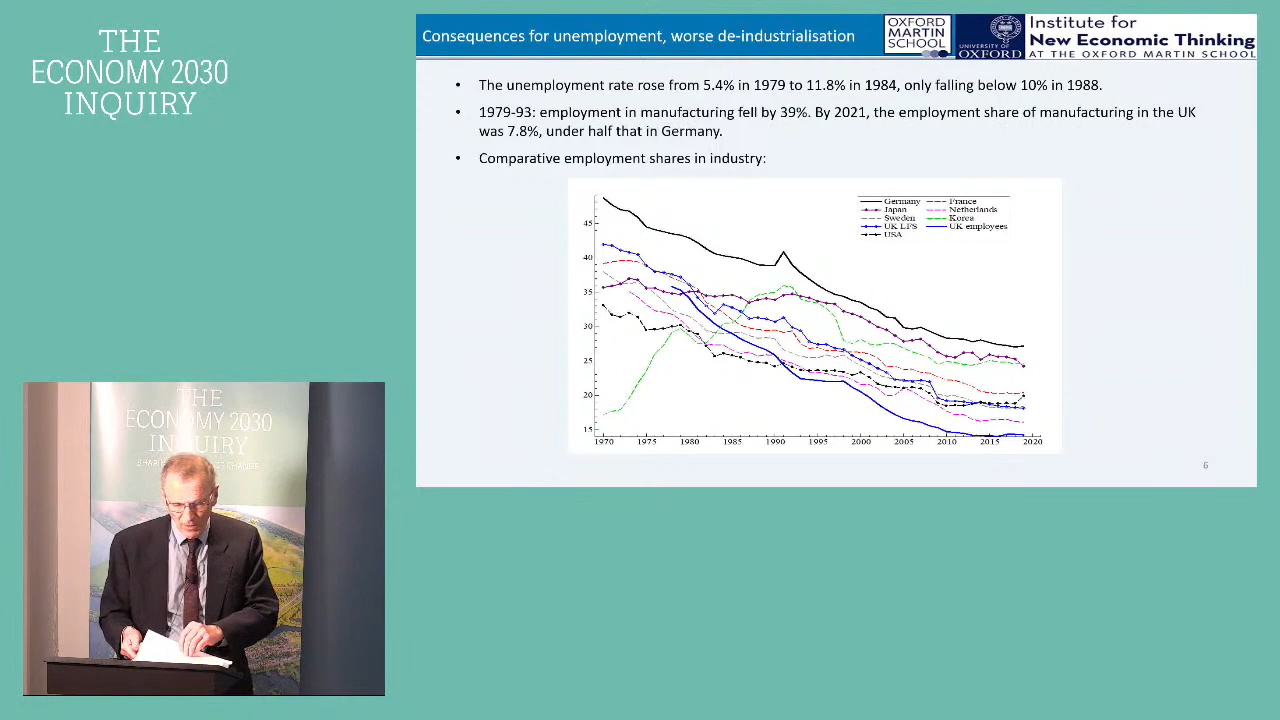 THE
ECONOMY 2030
INQUIRY
Consequences for unemployment, worse de-industrialisation
OXFORD
MARTIN
SCHOOL
UNIVERSITY OF
OXFORD
Institute for
New Economic Thinking
AT THE OXFORD MARTIN SCHOOL
• The unemployment rate rose from 5.4% in 1979 to 11.8% in 1984, only falling below 10% in 1988.
• 1979-93: employment in manufacturing fell by 39%. By 2021, the employment share of manufacturing in the UK
was 7.8%, under half that in Germany.
• Comparative employment shares in industry:
Germany France
Japan Netherlands
Sweden Korea
UK LFS UK employees
USA
45
40
35
30
25
20
15
1970 1975 1980 1985 1990 1995 2000 2005 2010 2015 2020
6
THE
ECONOMY 2030
INQUIRY